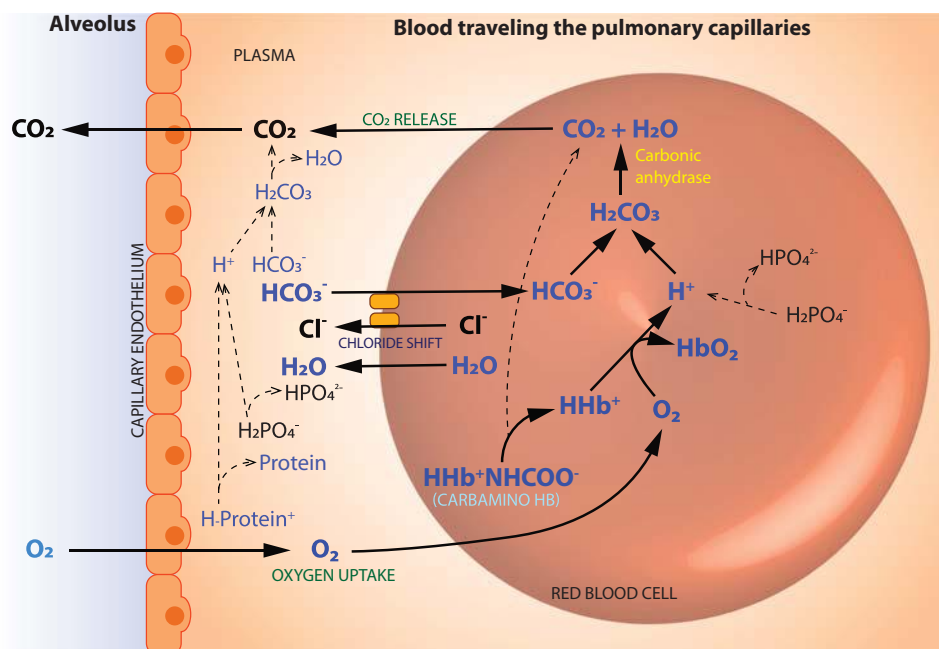 Alveolus
Blood traveling the pulmonary capillaries
PLASMA
CO₂
CO₂
CO₂ RELEASE
CO₂ + H₂O
H₂O
Carbonic
anhydrase
H₂CO₃
H₂CO₃
CAPILLARY ENDOTHELIUM
H⁺
HCO₃⁻
HCO₃⁻
HCO₃⁻
H⁺
HPO₄²⁻
H₂PO₄⁻
Cl⁻
Cl⁻
CHLORIDE SHIFT
HbO₂
H₂O
H₂O
HPO₄²⁻
HHb⁺
O₂
H₂PO₄⁻
Protein
HHb⁺NHCOO⁻
(CARBAMINO HB)
H-Protein⁺
O₂
O₂
OXYGEN UPTAKE
RED BLOOD CELL